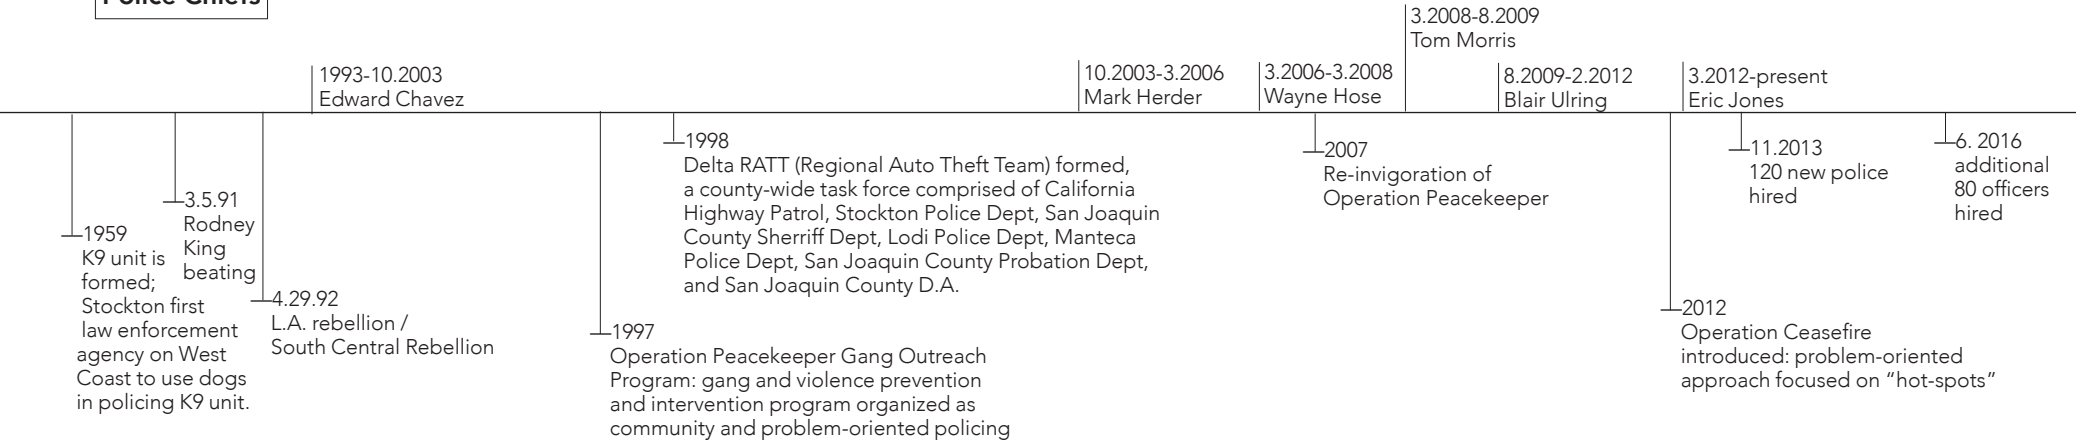 Police Chiefs
3.2008-8.2009
Tom Morris
1993-10.2003
Edward Chavez
10.2003-3.2006
Mark Herder
3.2006-3.2008
Wayne Hose
8.2009-2.2012
Blair Ulring
3.2012-present
Eric Jones
1959
K9 unit is
formed;
Stockton first
law enforcement
agency on West
Coast to use dogs
in policing K9 unit.
3.5.91
Rodney
King
beating
4.29.92
L.A. rebellion /
South Central Rebellion
1997
Operation Peacekeeper Gang Outreach
Program: gang and violence prevention
and intervention program organized as
community and problem-oriented policing
1998
Delta RATT (Regional Auto Theft Team) formed,
a county-wide task force comprised of California
Highway Patrol, Stockton Police Dept, San Joaquin
County Sherriff Dept, Lodi Police Dept, Manteca
Police Dept, San Joaquin County Probation Dept,
and San Joaquin County D.A.
2007
Re-invigoration of
Operation Peacekeeper
2012
Operation Ceasefire
introduced: problem-oriented
approach focused on “hot-spots”
11.2013
120 new police
hired
6. 2016
additional
80 officers
hired